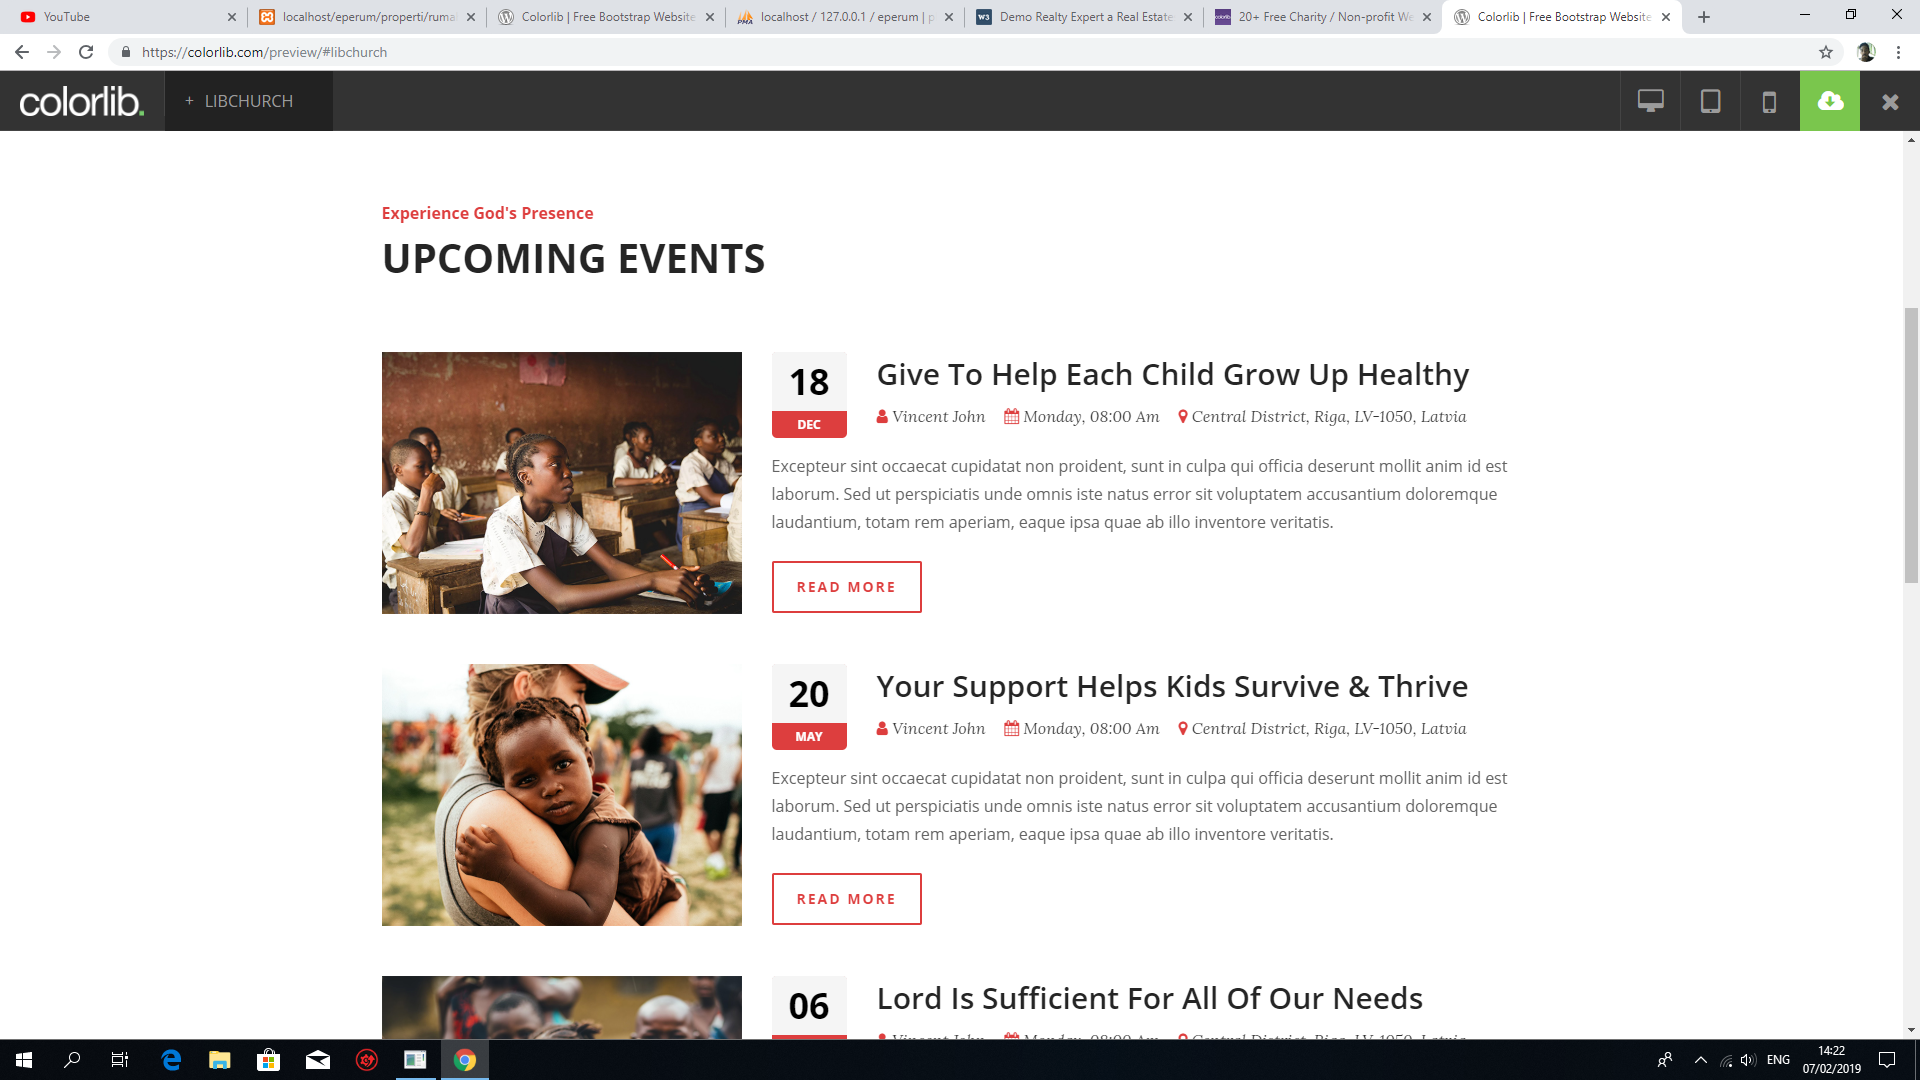 YouTube
localhost/eperum/properti/ruma
Colorlib | Free Bootstrap Website
localhost / 127.0.0.1 / eperum | p
Demo Realty Expert a Real Estate
20+ Free Charity / Non-profit We
Colorlib | Free Bootstrap Website
https://colorlib.com/preview/#libchurch
colorlib.
+ LIBCHURCH
Experience God's Presence
UPCOMING EVENTS
18
DEC
Give To Help Each Child Grow Up Healthy
Vincent John Monday, 08:00 Am Central District, Riga, LV-1050, Latvia
Excepteur sint occaecat cupidatat non proident, sunt in culpa qui officia deserunt mollit anim id est
laborum. Sed ut perspiciatis unde omnis iste natus error sit voluptatem accusantium doloremque
laudantium, totam rem aperiam, eaque ipsa quae ab illo inventore veritatis.
READ MORE
20
MAY
Your Support Helps Kids Survive & Thrive
Vincent John Monday, 08:00 Am Central District, Riga, LV-1050, Latvia
Excepteur sint occaecat cupidatat non proident, sunt in culpa qui officia deserunt mollit anim id est
laborum. Sed ut perspiciatis unde omnis iste natus error sit voluptatem accusantium doloremque
laudantium, totam rem aperiam, eaque ipsa quae ab illo inventore veritatis.
READ MORE
06
Lord Is Sufficient For All Of Our Needs
ENG
14:22
07/02/2019